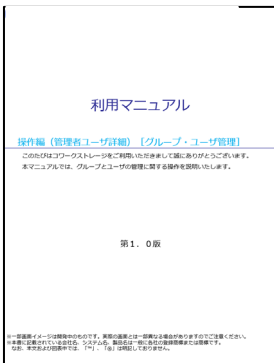 利用マニュアル
操作編（管理者ユーザ詳細）［グループ・ユーザ管理］
このたびはコワークストレージをご利用いただきまして誠にありがとうございます。
本マニュアルでは、グループとユーザの管理に関する操作を説明いたします。
第１．０版
※一部画面イメージは開発中のものです。実際の画面とは一部異なる場合がありますのでご注意ください。
※本書に記載されている会社名、システム名、製品名は一般に各社の登録商標または商標です。
なお、本文および図表中では、「™」、「®」は明記しておりません。